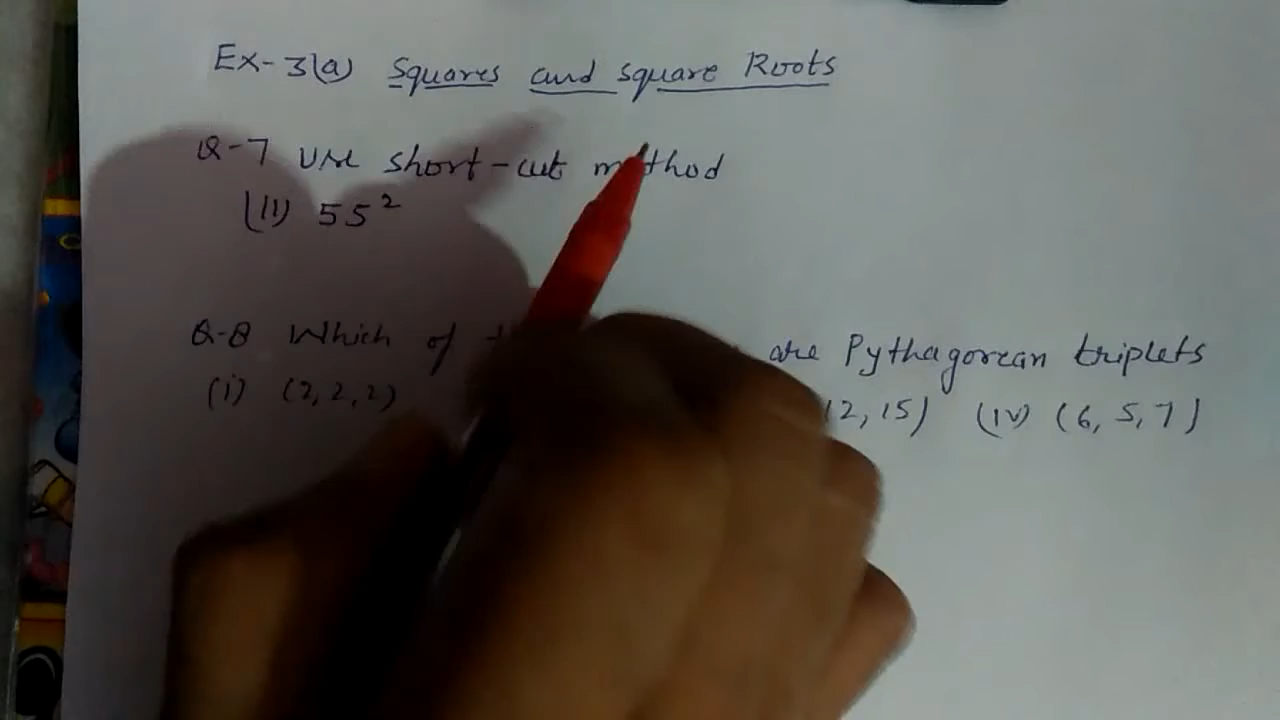 Ex-3(a) Squares and square Roots
Q-7 Use short-cut method
(II) 55²
Q-8 Which of are Pythagorean triplets
(i) (2,2,2) 12,15) (IV) (6,5,7)